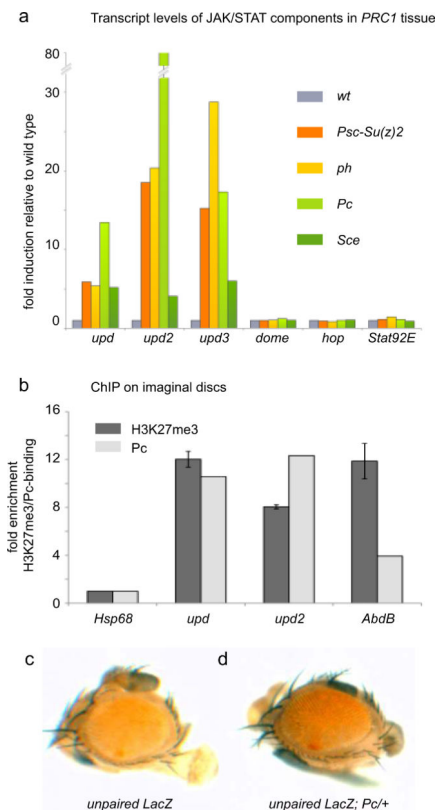 a
Transcript levels of JAK/STAT components in PRC1 tissue
fold induction relative to wild type
80
20
10
0
wt
Psc-Su(z)2
ph
Pc
Sce
upd upd2 upd3 dome hop Stat92E
b
ChIP on imaginal discs
fold enrichment
H3K27me3/Pc-binding
16
12
8
4
0
H3K27me3
Pc
Hsp68 upd upd2 AbdB
c
d
unpaired LacZ
unpaired LacZ; Pc/+